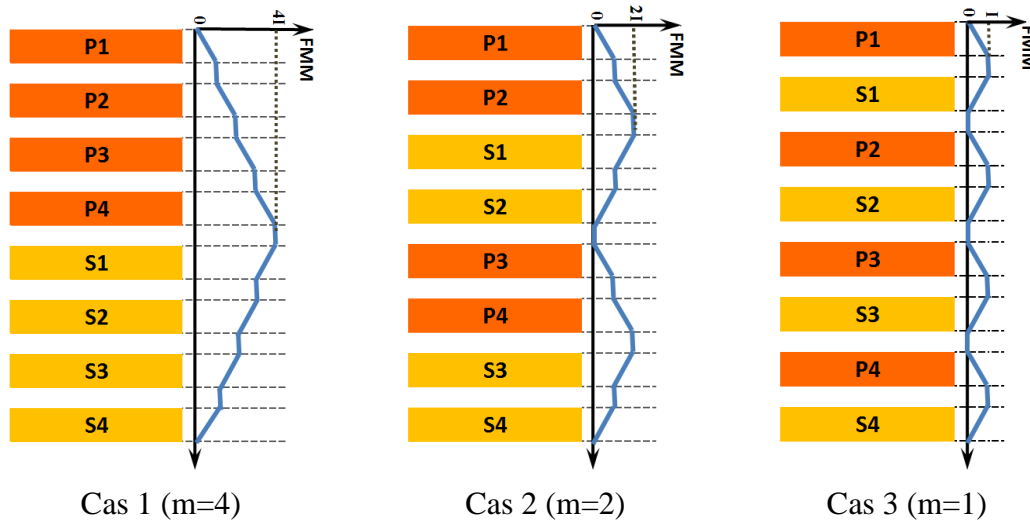 0 4I FMM
P1
P2
P3
P4
S1
S2
S3
S4
Cas 1 (m=4)
0 2I FMM
P1
P2
S1
S2
P3
P4
S3
S4
Cas 2 (m=2)
0 I FMM
P1
S1
P2
S2
P3
S3
P4
S4
Cas 3 (m=1)